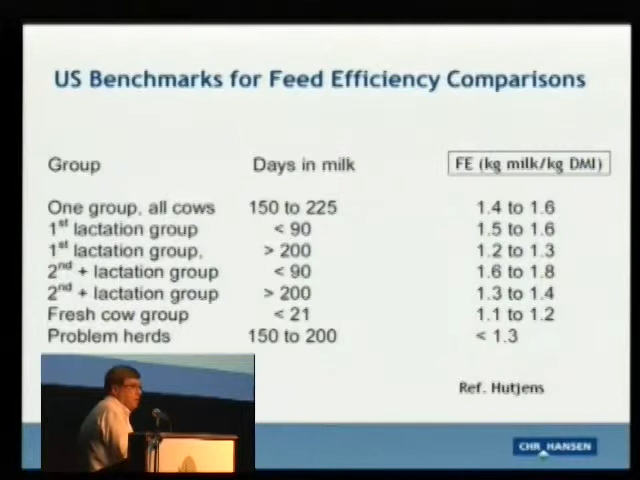 US Benchmarks for Feed Efficiency Comparisons
Group Days in milk FE (kg milk/kg DMI)
One group, all cows 150 to 225 1.4 to 1.6
1st lactation group < 90 1.5 to 1.6
1st lactation group, > 200 1.2 to 1.3
2nd + lactation group < 90 1.6 to 1.8
2nd + lactation group > 200 1.3 to 1.4
Fresh cow group < 21 1.1 to 1.2
Problem herds 150 to 200 < 1.3
Ref. Hutjens
CHR HANSEN